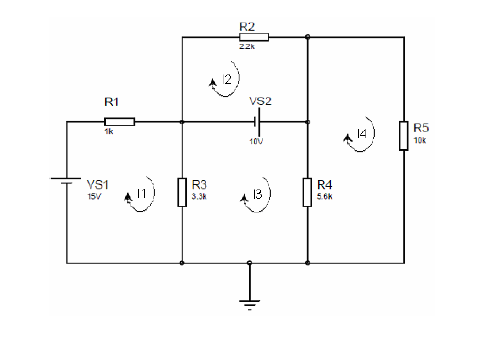 R2
2.2k
I2
VS2
10V
R1
1k
I4
R5
10k
VS1
15V
I1
R3
3.3k
I3
R4
5.6k